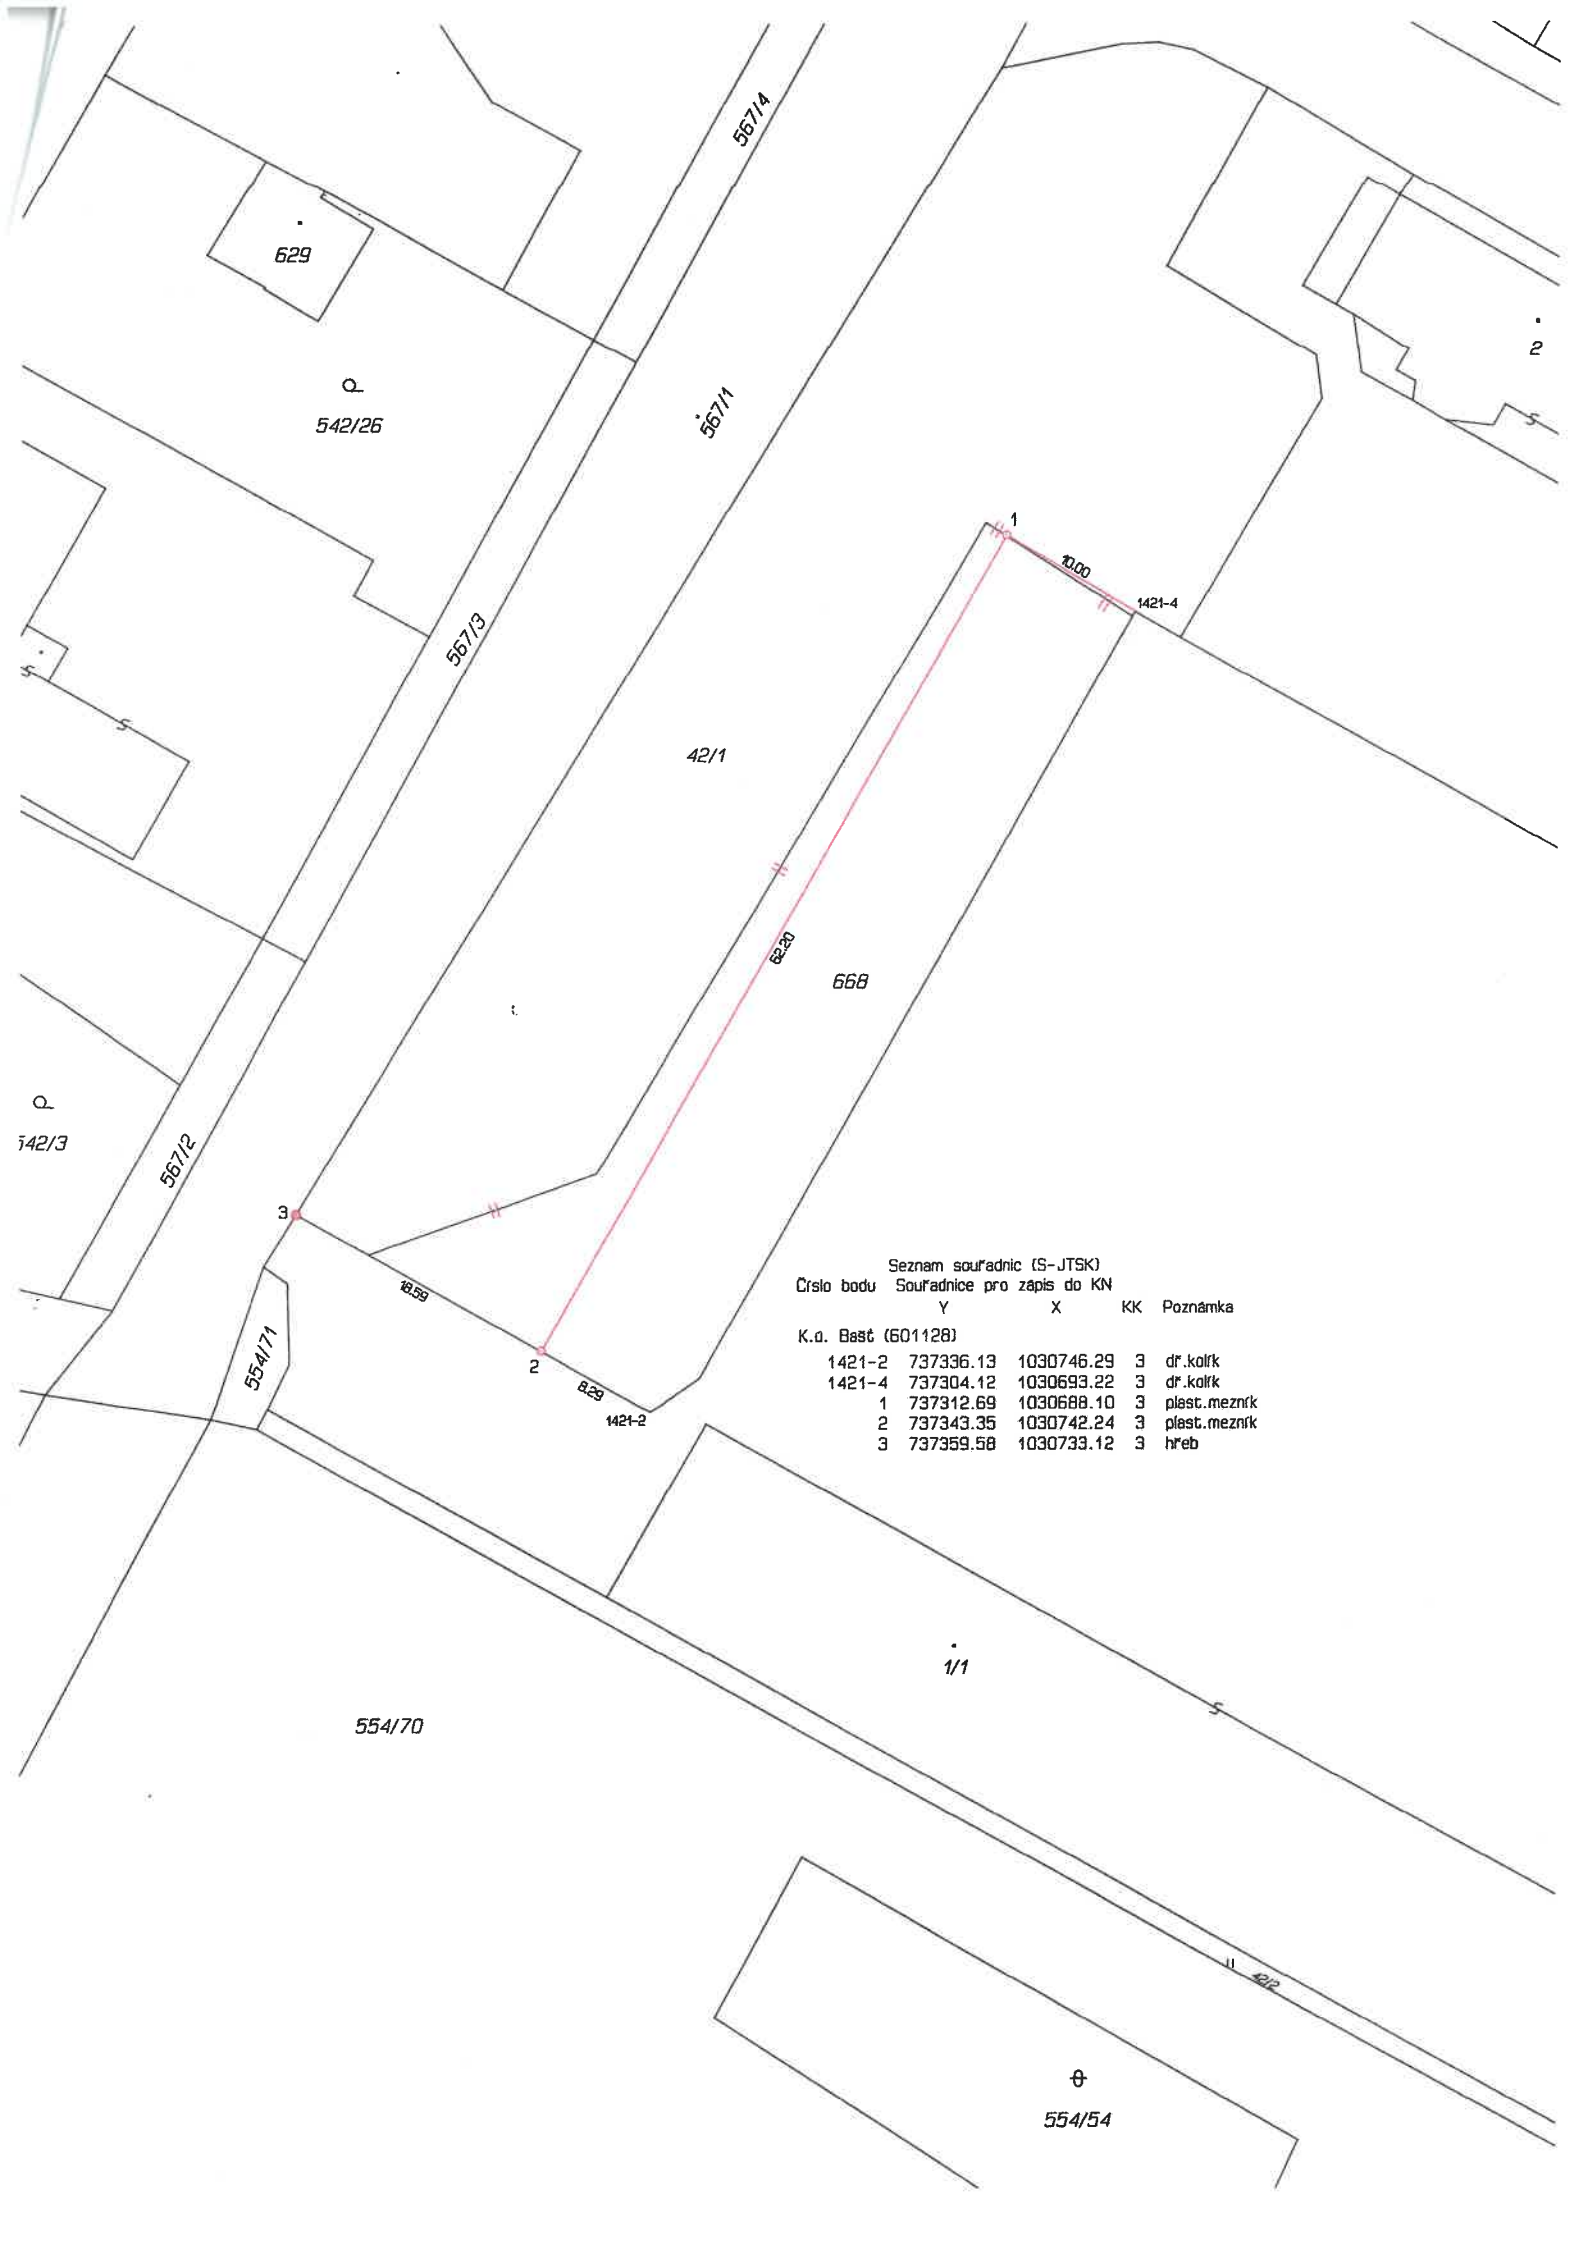 567/4
629
2
542/26
567/1
1
10.00
1421-4
567/3
42/1
62.20
668
542/3
567/2
3
18.59
554/71
2
8.29
1421-2
Seznam souřadnic (S-JTSK)
Číslo bodu Souřadnice pro zápis do KN
Y X KK Poznámka
K.ú. Bašť (601128)
1421-2 737336.13 1030746.29 3 dř.kolík
1421-4 737304.12 1030693.22 3 dř.kolík
1 737312.69 1030688.10 3 plast.mezník
2 737343.35 1030742.24 3 plast.mezník
3 737359.58 1030733.12 3 hřeb
1/1
554/70
42/2
554/54